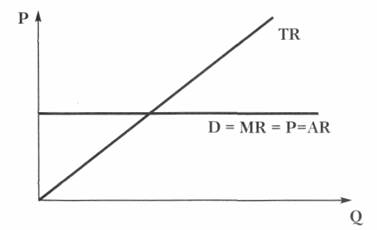 P
TR
D = MR = P=AR
Q